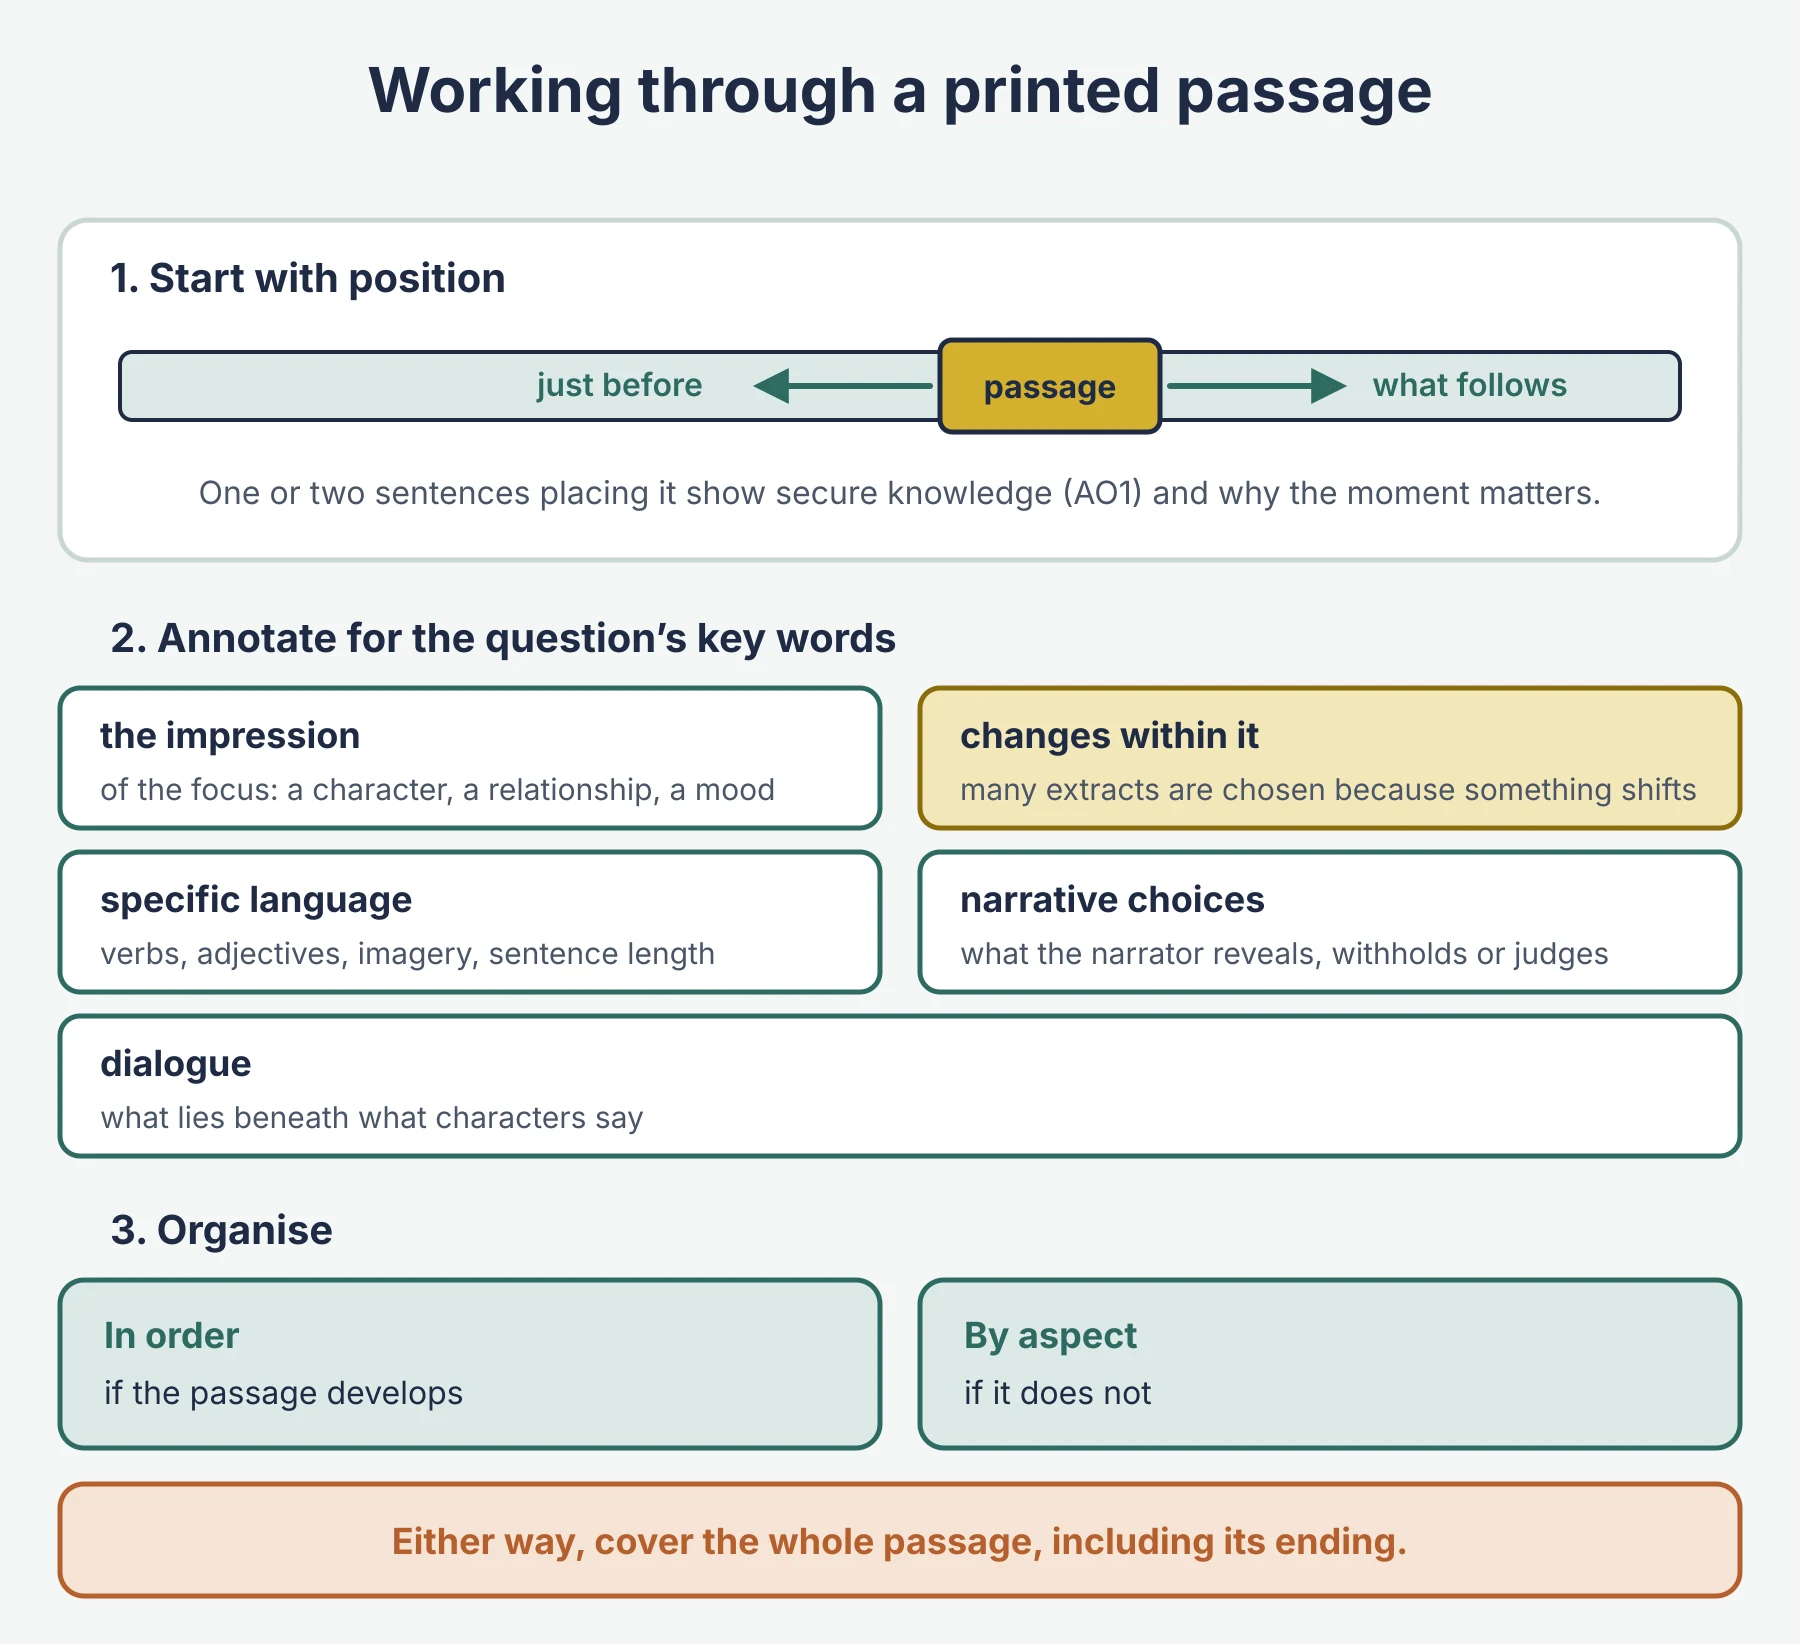 Working through a printed passage
1. Start with position
just before
passage
what follows
One or two sentences placing it show secure knowledge (AO1) and why the moment matters.
2. Annotate for the question’s key words
the impression
of the focus: a character, a relationship, a mood
changes within it
many extracts are chosen because something shifts
specific language
verbs, adjectives, imagery, sentence length
narrative choices
what the narrator reveals, withholds or judges
dialogue
what lies beneath what characters say
3. Organise
In order
if the passage develops
By aspect
if it does not
Either way, cover the whole passage, including its ending.